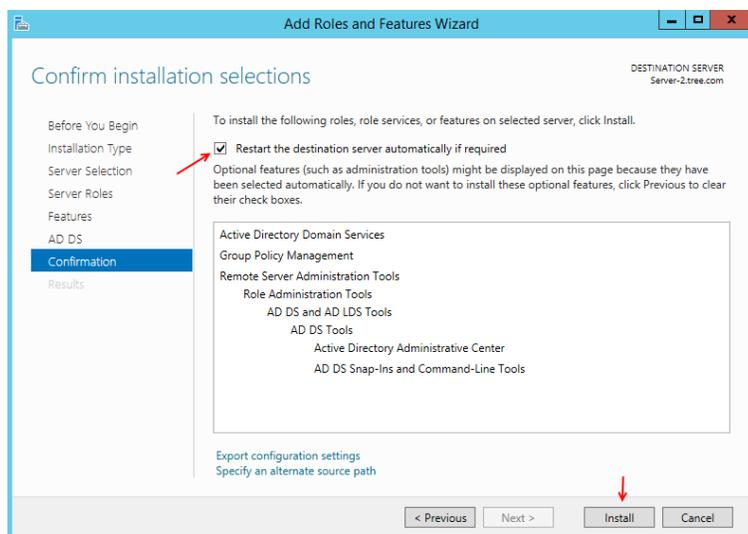 Add Roles and Features Wizard
Confirm installation selections
DESTINATION SERVER
Server-2.tree.com
Before You Begin
Installation Type
Server Selection
Server Roles
Features
AD DS
Confirmation
Results
To install the following roles, role services, or features on selected server, click Install.
Restart the destination server automatically if required
Optional features (such as administration tools) might be displayed on this page because they have
been selected automatically. If you do not want to install these optional features, click Previous to clear
their check boxes.
Active Directory Domain Services
Group Policy Management
Remote Server Administration Tools
Role Administration Tools
AD DS and AD LDS Tools
AD DS Tools
Active Directory Administrative Center
AD DS Snap-Ins and Command-Line Tools
Export configuration settings
Specify an alternate source path
< Previous
Next >
Install
Cancel